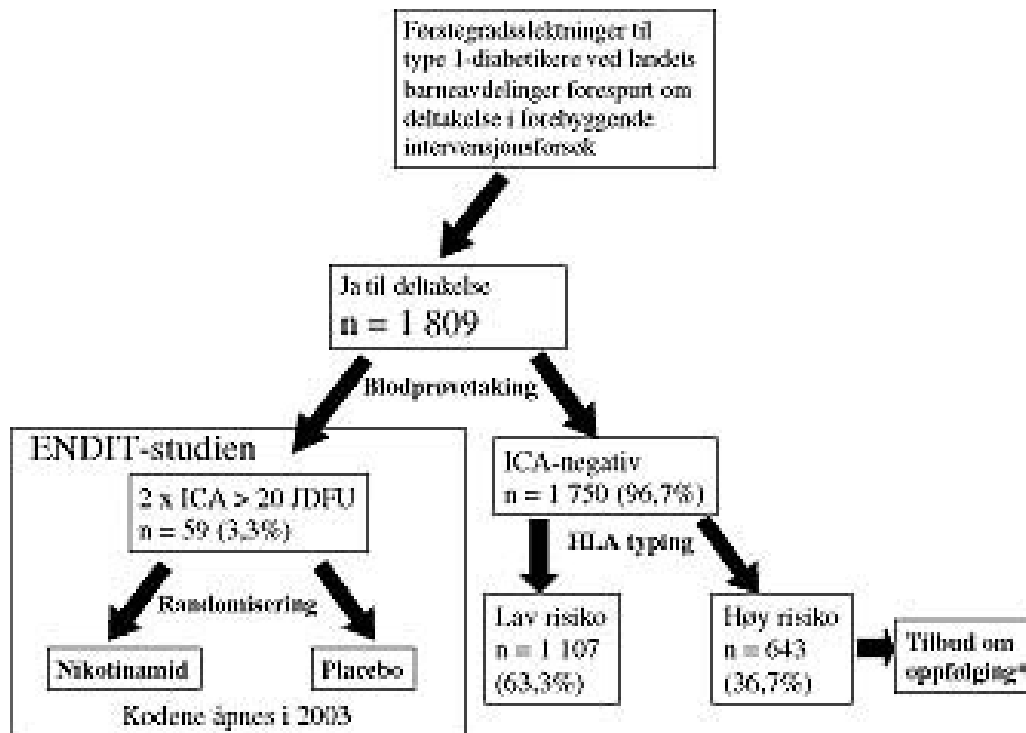 Førstegradsslektninger til
type 1-diabetikere ved landets
barneavdelinger forespurt om
deltakelse i forebyggende
intervensjonsforsøk
Ja til deltakelse
n = 1 809
Blodprøvetaking
ENDIT-studien
2 x ICA > 20 JDFU
n = 59 (3,3%)
Randomisering
Nikotinamid
Placebo
Kodene åpnes i 2003
ICA-negativ
n = 1 750 (96,7%)
HLA typing
Lav risiko
n = 1 107
(63,3%)
Høy risiko
n = 643
(36,7%)
Tilbud om
oppfølging*